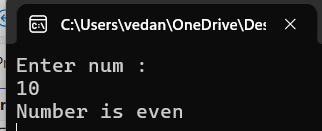 C:\Users\vedan\OneDrive\Des
Enter num :
10
Number is even